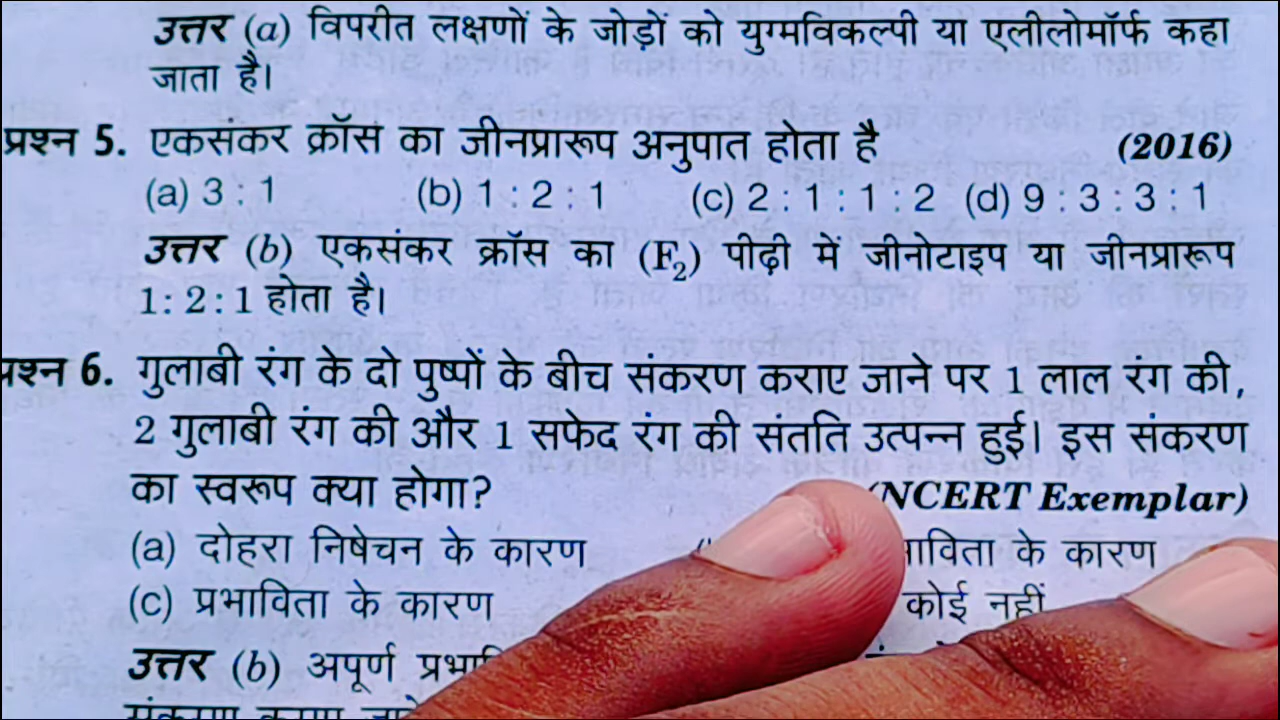 उत्तर (a) विपरीत लक्षणों के जोड़ों को युग्मविकल्पी या एलीलोमॉर्फ कहा
जाता है।
प्रश्न 5. एकसंकर क्रॉस का जीनप्रारूप अनुपात होता है (2016)
(a) 3 : 1 (b) 1 : 2 : 1 (c) 2 : 1 : 1 : 2 (d) 9 : 3 : 3 : 1
उत्तर (b) एकसंकर क्रॉस का (F₂) पीढ़ी में जीनोटाइप या जीनप्रारूप
1 : 2 : 1 होता है।
प्रश्न 6. गुलाबी रंग के दो पुष्पों के बीच संकरण कराए जाने पर 1 लाल रंग की,
2 गुलाबी रंग की और 1 सफेद रंग की संतति उत्पन्न हुई। इस संकरण
का स्वरूप क्या होगा? (NCERT Exemplar)
(a) दोहरा निषेचन के कारण के कारण
(c) प्रभाविता के कारण कोई नहीं
उत्तर (b) अपूर्ण